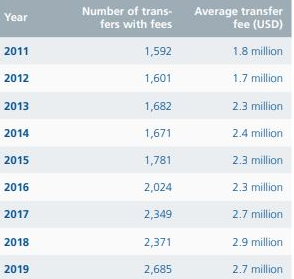 Year Number of trans- Average transfer
fers with fees fee (USD)
2011 1,592 1.8 million
2012 1,601 1.7 million
2013 1,682 2.3 million
2014 1,671 2.4 million
2015 1,781 2.3 million
2016 2,024 2.3 million
2017 2,349 2.7 million
2018 2,371 2.9 million
2019 2,685 2.7 million